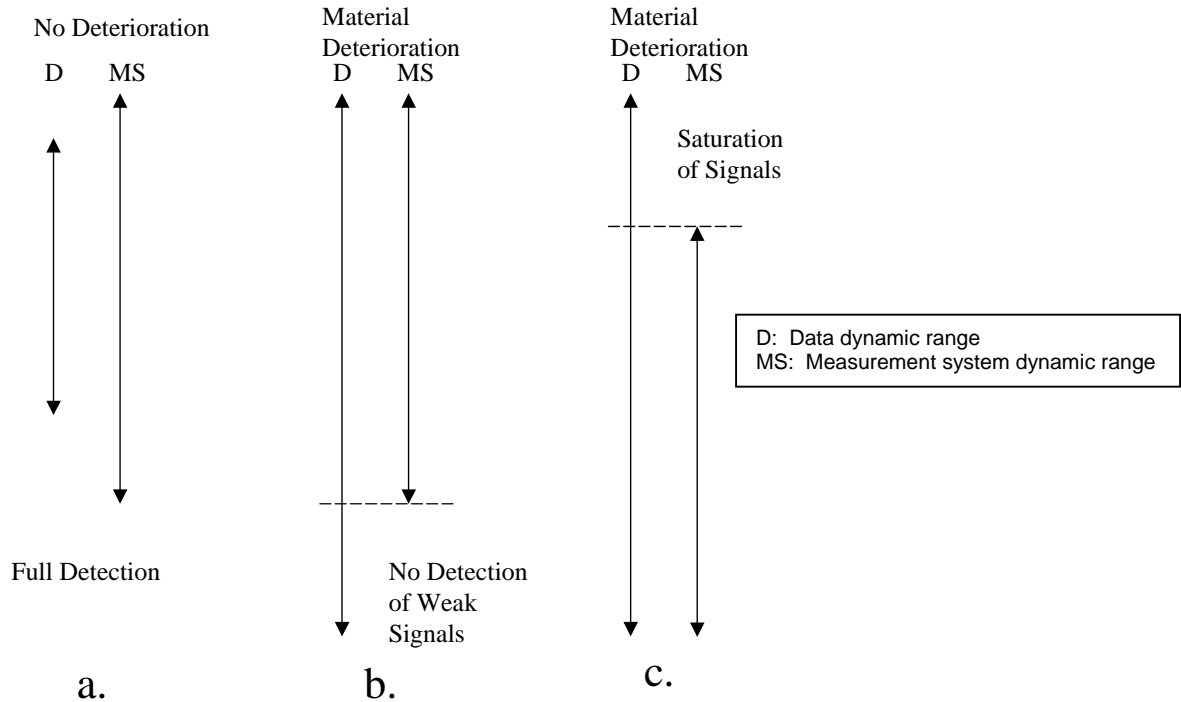 No Deterioration
D MS
Full Detection
a.
Material
Deterioration
D MS
No Detection
of Weak
Signals
b.
Material
Deterioration
D MS
Saturation
of Signals
c.
D: Data dynamic range
MS: Measurement system dynamic range